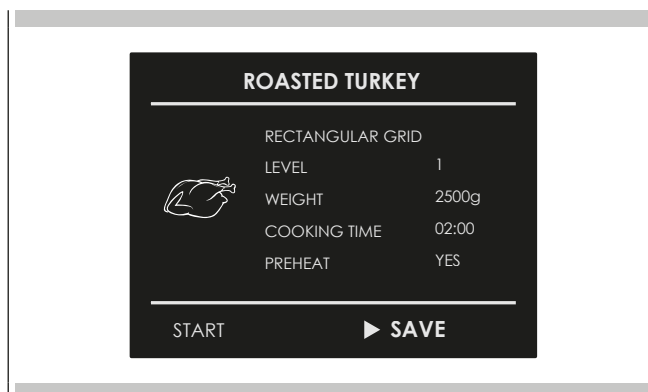 ROASTED TURKEY
RECTANGULAR GRID
LEVEL 1
WEIGHT 2500g
COOKING TIME 02:00
PREHEAT YES
START ▶ SAVE